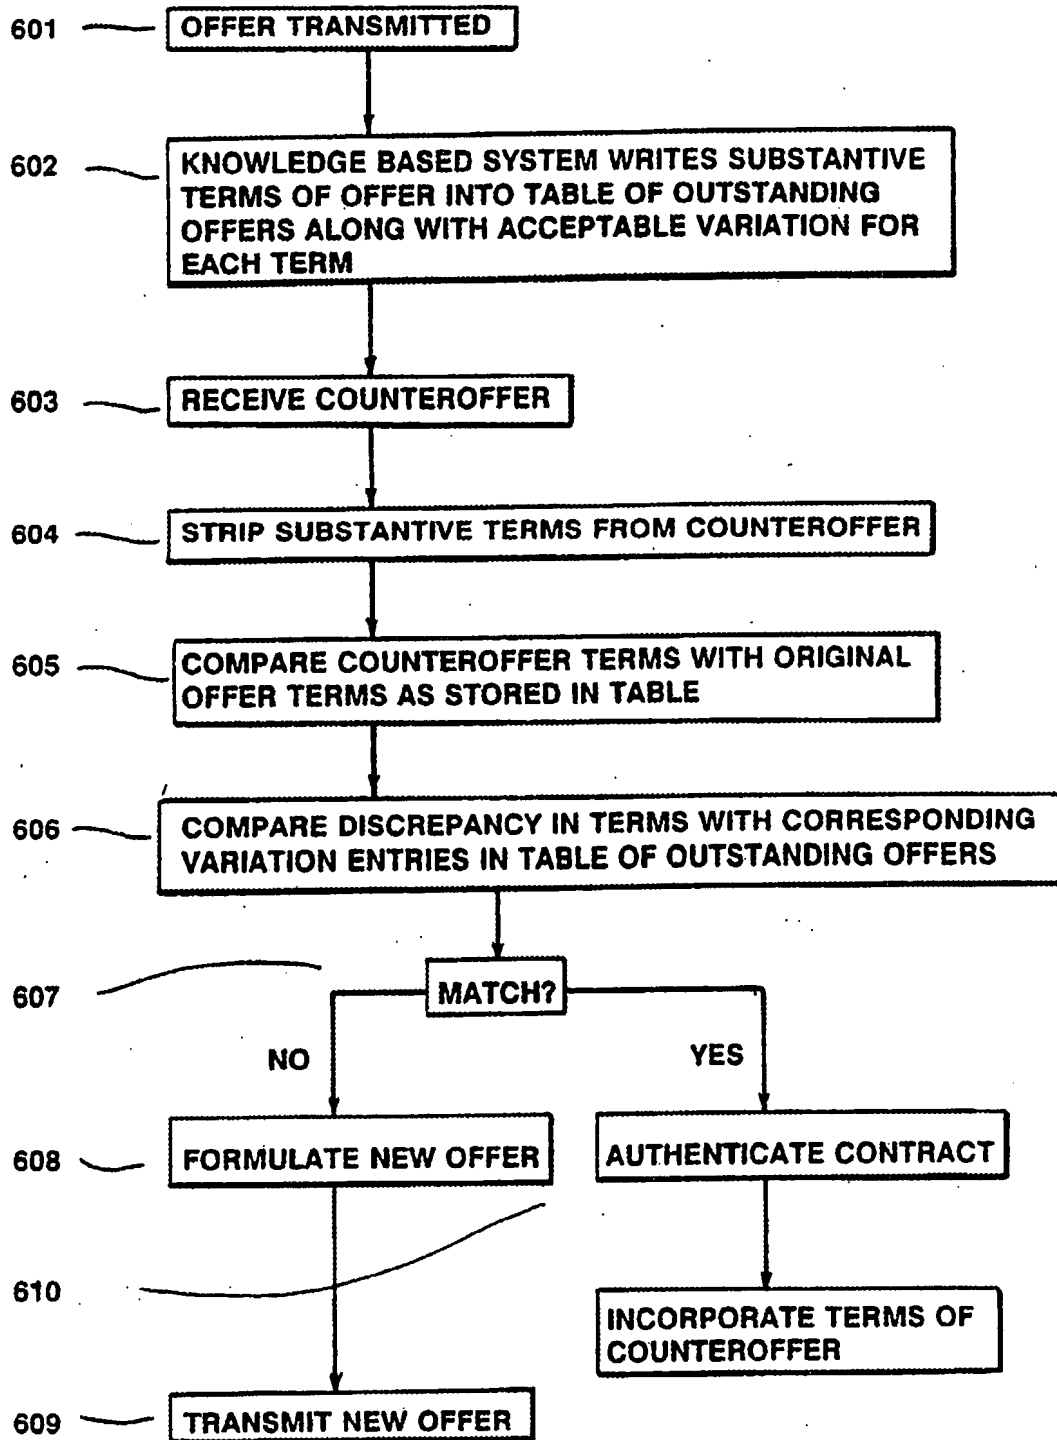 601 OFFER TRANSMITTED
602 KNOWLEDGE BASED SYSTEM WRITES SUBSTANTIVE
TERMS OF OFFER INTO TABLE OF OUTSTANDING
OFFERS ALONG WITH ACCEPTABLE VARIATION FOR
EACH TERM
603 RECEIVE COUNTEROFFER
604 STRIP SUBSTANTIVE TERMS FROM COUNTEROFFER
605 COMPARE COUNTEROFFER TERMS WITH ORIGINAL
OFFER TERMS AS STORED IN TABLE
606 COMPARE DISCREPANCY IN TERMS WITH CORRESPONDING
VARIATION ENTRIES IN TABLE OF OUTSTANDING OFFERS
607 MATCH?
NO YES
608 FORMULATE NEW OFFER AUTHENTICATE CONTRACT
610 INCORPORATE TERMS OF
COUNTEROFFER
609 TRANSMIT NEW OFFER